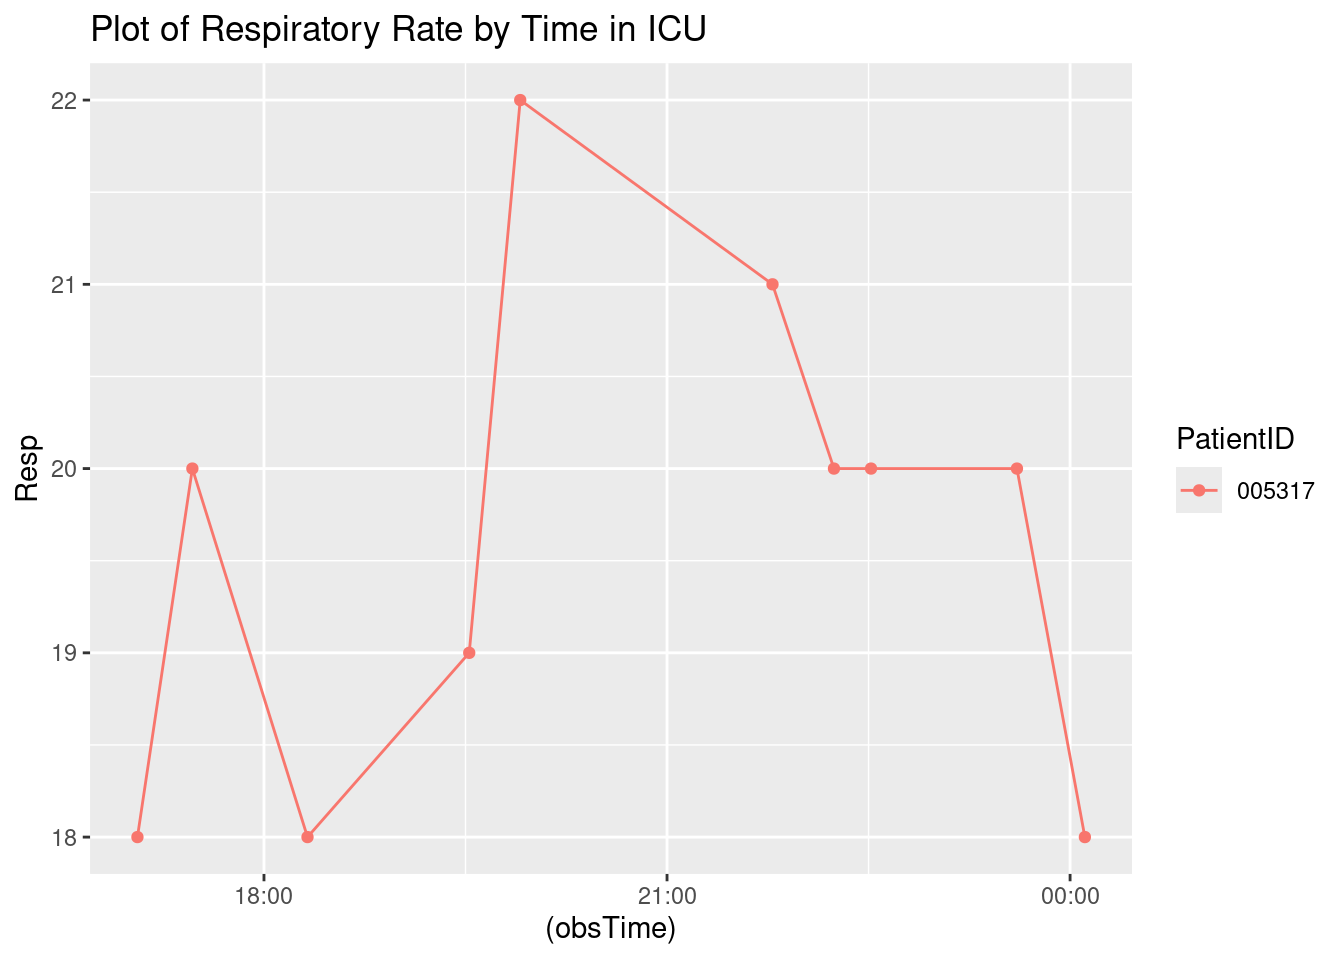 Plot of Respiratory Rate by Time in ICU
22
21
20
19
18
Resp
18:00
21:00
00:00
(obsTime)
PatientID
005317